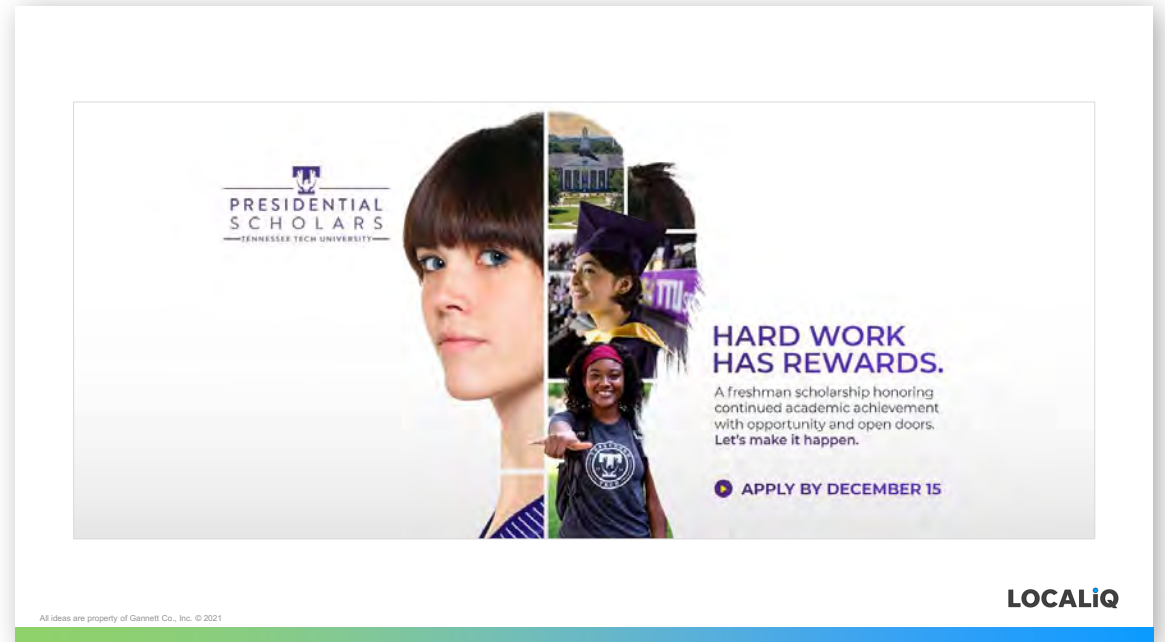 PRESIDENTIAL
SCHOLARS
TENNESSEE TECH UNIVERSITY
TTU
HARD WORK
HAS REWARDS.
A freshman scholarship honoring
continued academic achievement
with opportunity and open doors.
Let's make it happen.
APPLY BY DECEMBER 15
TECH
LOCALiQ
All ideas are property of Gannett Co., Inc. © 2021